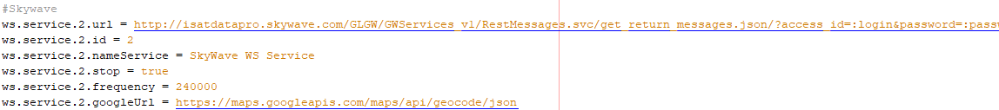 #Skywave
ws.service.2.url = http://isatdatapro.skywave.com/GLGW/GWServices_v1/RestMessages.svc/get_return_messages.json/?access_id=:login&password=:passw
ws.service.2.id = 2
ws.service.2.nameService = SkyWave WS Service
ws.service.2.stop = true
ws.service.2.frequency = 240000
ws.service.2.googleUrl = https://maps.googleapis.com/maps/api/geocode/json